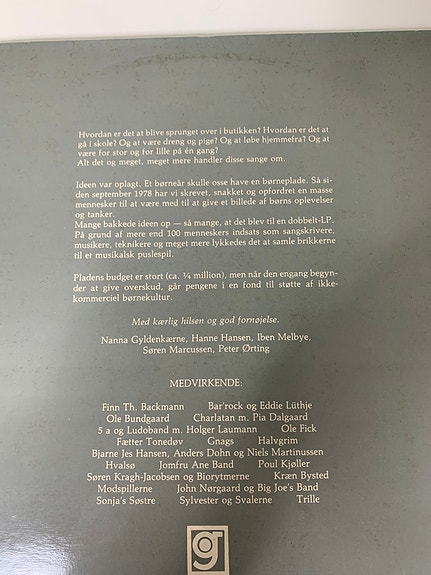 Hvordan er det at blive sprunget over i butikken? Hvordan er det at
gå i skole? Og at være dreng og pige? Og at løbe hjemmefra? Og at
være for stor og for lille på én gang?
Alt det og meget, meget mere handler disse sange om.
Ideen var oplagt. Et børneår skulle osse have en børneplade. Så si-
den september 1978 har vi skrevet, snakket og opfordret en masse
mennesker til at være med til at give et billede af børns oplevelser
og tanker.
Mange bakkede ideen op — så mange, at det blev til en dobbelt-LP.
På grund af mere end 100 menneskers indsats som sangskrivere,
musikere, teknikere og meget mere lykkedes det at samle brikkerne
til et musikalsk puslespil.
Pladens budget er stort (ca. ¼ million), men når den engang begyn-
der at give overskud, går pengene i en fond til støtte af ikke-
kommerciel børnekultur.
Med kærlig hilsen og god fornøjelse.
Nanna Gyldenkærne, Hanne Hansen, Iben Melbye,
Søren Marcussen, Peter Ørting
MEDVIRKENDE:
Finn Th. Backmann Bar'rock og Eddie Lüthje
Ole Bundgaard Charlatan m. Pia Dalgaard
5 a og Ludoband m. Holger Laumann Ole Fick
Fætter Tonedøv Gnags Halvgrim
Bjarne Jes Hansen, Anders Dohn og Niels Martinussen
Hvalsø Jomfru Ane Band Poul Kjøller
Søren Kragh-Jacobsen og Biorytmerne Kræn Bysted
Modspillerne John Nørgaard og Big Joe's Band
Sonja's Søstre Sylvester og Svalerne Trille
g